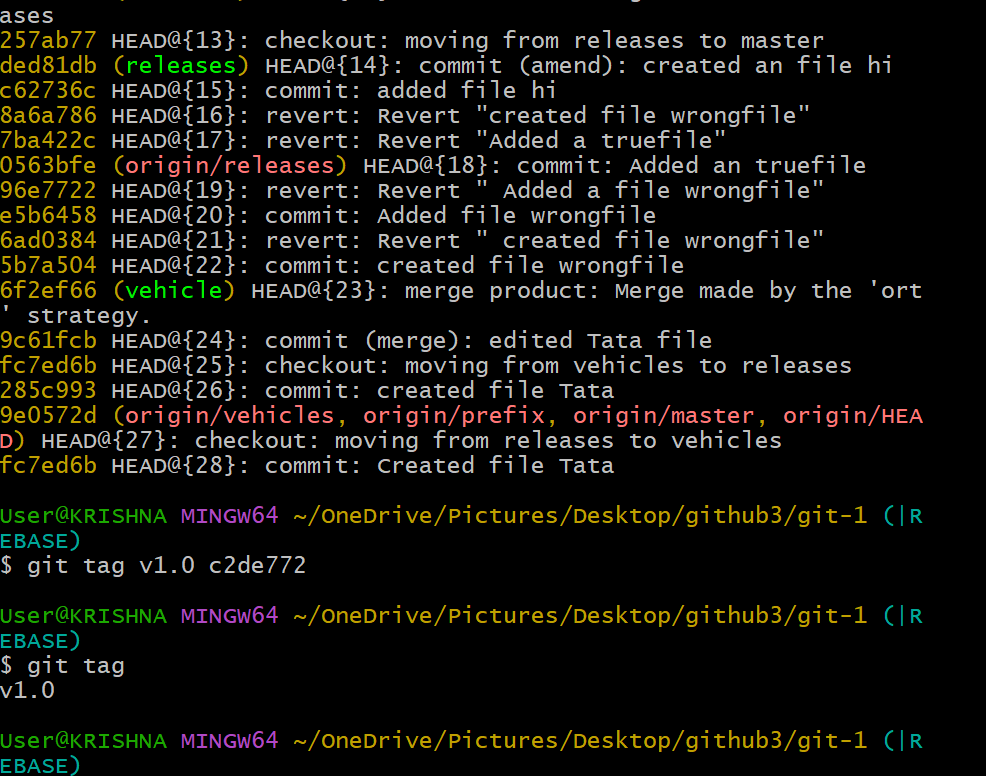 ases
257ab77 HEAD@{13}: checkout: moving from releases to master
ded81db (releases) HEAD@{14}: commit (amend): created an file hi
c62736c HEAD@{15}: commit: added file hi
8a6a786 HEAD@{16}: revert: Revert "created file wrongfile"
7ba422c HEAD@{17}: revert: Revert "Added a truefile"
0563bfe (origin/releases) HEAD@{18}: commit: Added an truefile
96e7722 HEAD@{19}: revert: Revert " Added a file wrongfile"
e5b6458 HEAD@{20}: commit: Added file wrongfile
6ad0384 HEAD@{21}: revert: Revert " created file wrongfile"
5b7a504 HEAD@{22}: commit: created file wrongfile
6f2ef66 (vehicle) HEAD@{23}: merge product: Merge made by the 'ort
' strategy.
9c61fcb HEAD@{24}: commit (merge): edited Tata file
fc7ed6b HEAD@{25}: checkout: moving from vehicles to releases
285c993 HEAD@{26}: commit: created file Tata
9e0572d (origin/vehicles, origin/prefix, origin/master, origin/HEA
D) HEAD@{27}: checkout: moving from releases to vehicles
fc7ed6b HEAD@{28}: commit: Created file Tata
User@KRISHNA MINGW64 ~/OneDrive/Pictures/Desktop/github3/git-1 (|R
EBASE)
$ git tag v1.0 c2de772
User@KRISHNA MINGW64 ~/OneDrive/Pictures/Desktop/github3/git-1 (|R
EBASE)
$ git tag
v1.0
User@KRISHNA MINGW64 ~/OneDrive/Pictures/Desktop/github3/git-1 (|R
EBASE)